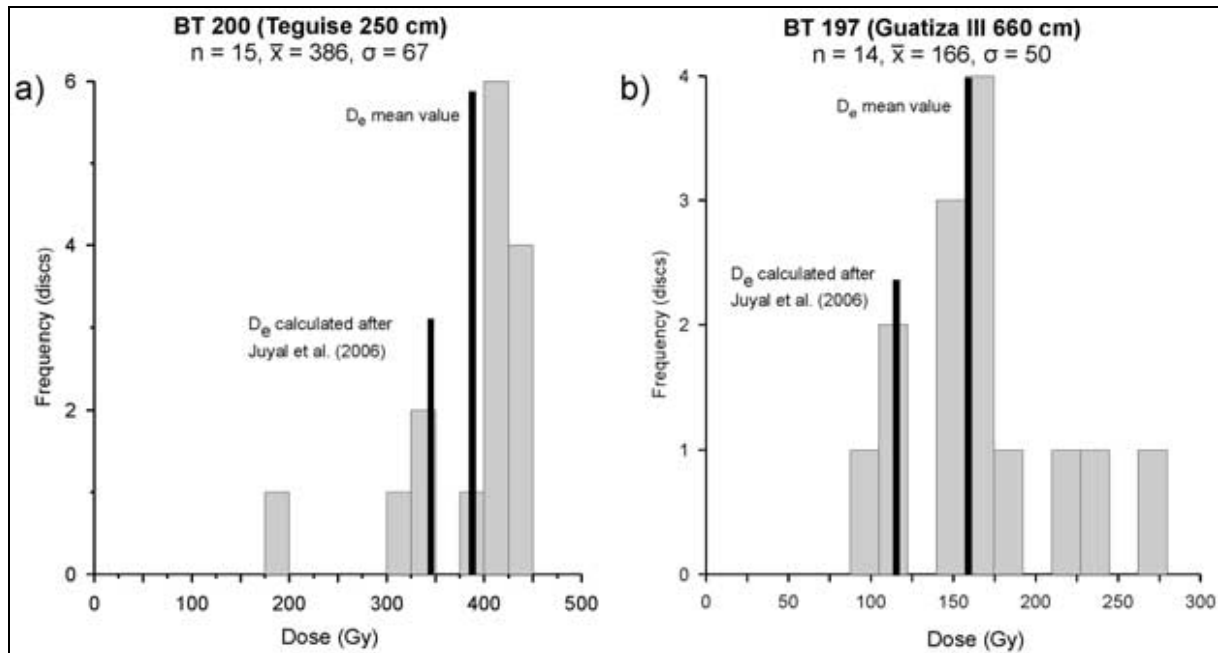 BT 200 (Teguise 250 cm)
n = 15, x̅ = 386, σ = 67
a)
6
4
2
0
Frequency (discs)
Dₑ mean value
Dₑ calculated after
Juyal et al. (2006)
0 100 200 300 400 500
Dose (Gy)
BT 197 (Guatiza III 660 cm)
n = 14, x̅ = 166, σ = 50
b)
4
3
2
1
0
Frequency (discs)
Dₑ mean value
Dₑ calculated after
Juyal et al. (2006)
0 50 100 150 200 250 300
Dose (Gy)